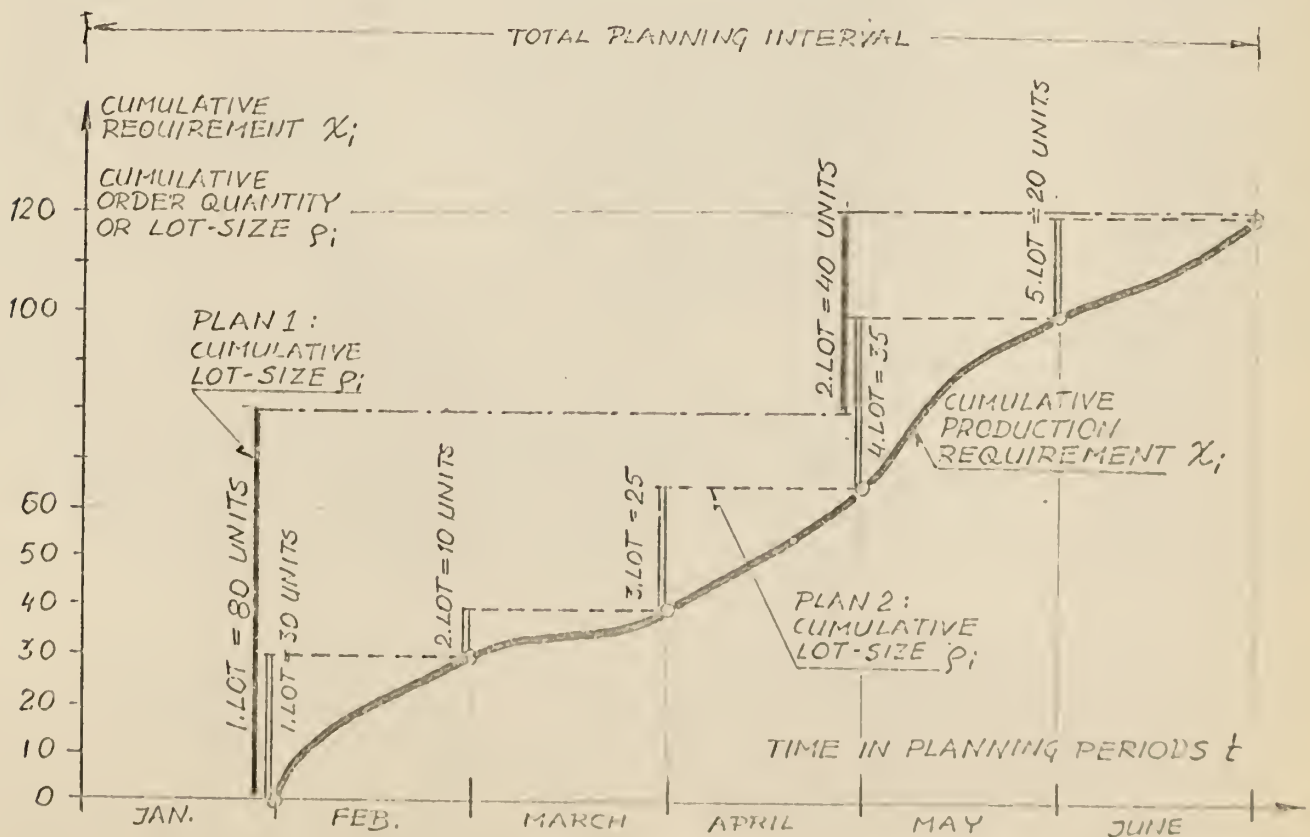 TOTAL PLANNING INTERVAL
CUMULATIVE
REQUIREMENT χi
CUMULATIVE
ORDER QUANTITY
OR LOT-SIZE ρi
120
100
60
50
40
30
20
10
0
PLAN 1:
CUMULATIVE
LOT-SIZE ρi
1.LOT = 80 UNITS
1.LOT = 30 UNITS
2.LOT = 10 UNITS
3.LOT = 25
2.LOT = 40 UNITS
4.LOT = 35
5.LOT = 20 UNITS
CUMULATIVE
PRODUCTION
REQUIREMENT χi
PLAN 2:
CUMULATIVE
LOT-SIZE ρi
TIME IN PLANNING PERIODS t
JAN.
FEB.
MARCH
APRIL
MAY
JUNE